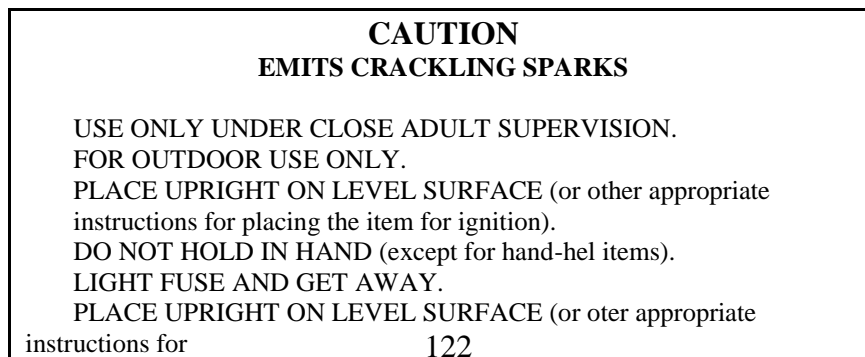 CAUTION
EMITS CRACKLING SPARKS
USE ONLY UNDER CLOSE ADULT SUPERVISION.
FOR OUTDOOR USE ONLY.
PLACE UPRIGHT ON LEVEL SURFACE (or other appropriate
instructions for placing the item for ignition).
DO NOT HOLD IN HAND (except for hand-hel items).
LIGHT FUSE AND GET AWAY.
PLACE UPRIGHT ON LEVEL SURFACE (or oter appropriate
instructions for
122